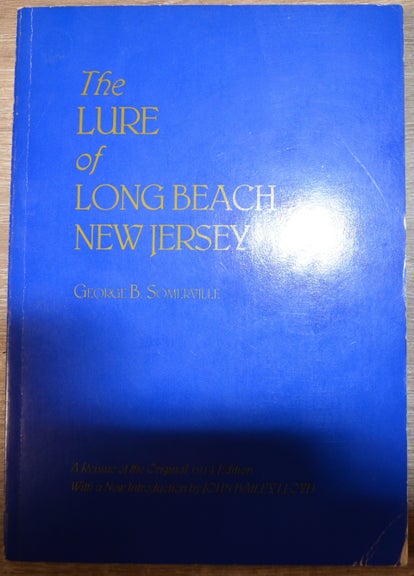 The
LURE
of
LONG BEACH
NEW JERSEY
GEORGE B. SOMERVILLE
A Reissue of the Original 1914 Edition
With a New Introduction by JOHN BAILEY LLOYD